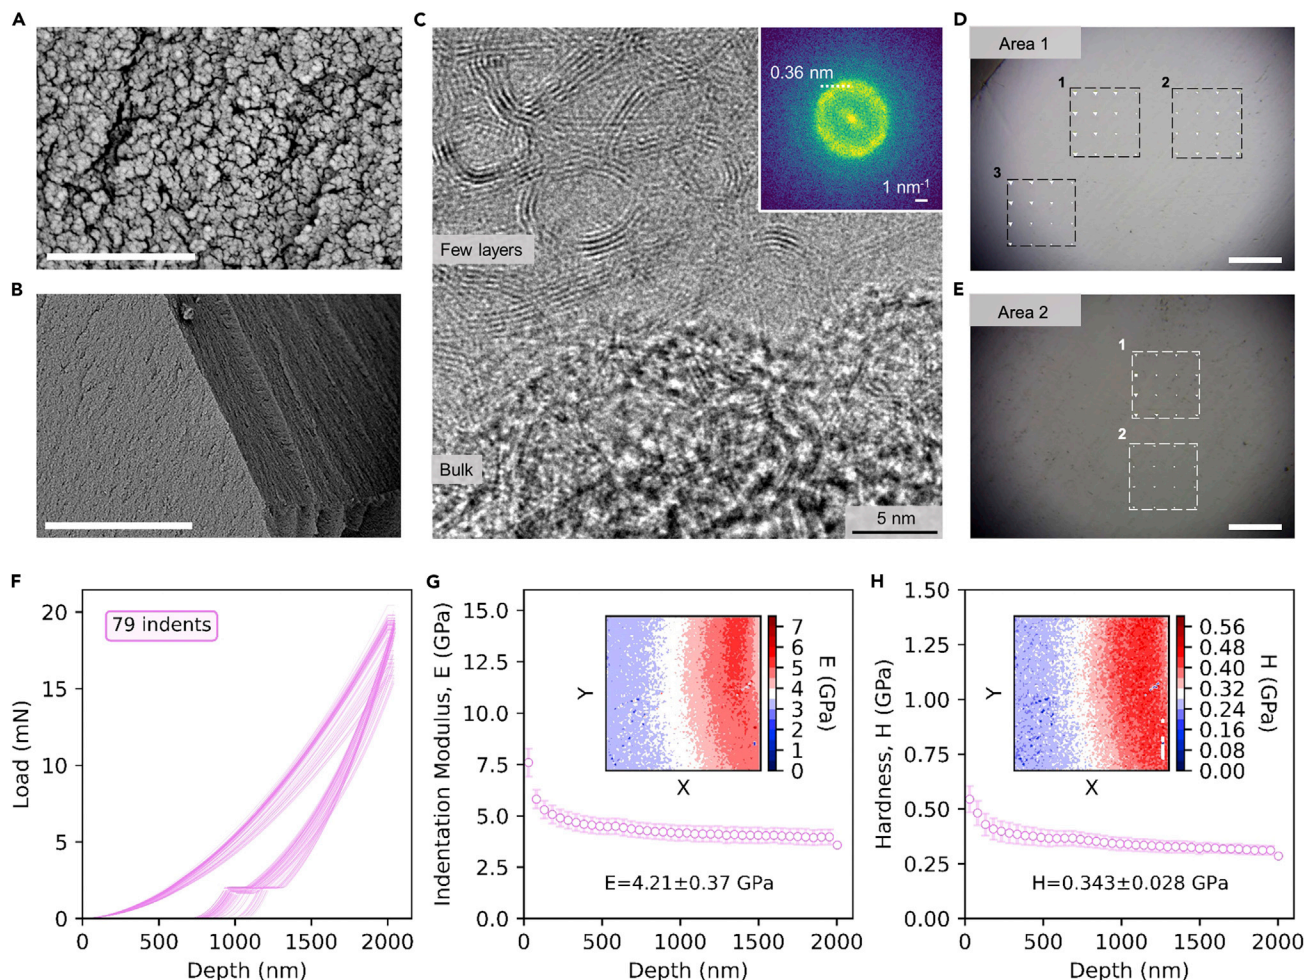 A
B
C
0.36 nm
1 nm-1
Few layers
Bulk
5 nm
D
Area 1
1
2
3
E
Area 2
1
2
F
79 indents
Load (mN)
20
15
10
5
0
0 500 1000 1500 2000
Depth (nm)
G
Indentation Modulus, E (GPa)
15.0
12.5
10.0
7.5
5.0
2.5
0.0
Y
X
7
6
5
4
3
2
1
0
E (GPa)
E=4.21±0.37 GPa
0 500 1000 1500 2000
Depth (nm)
H
Hardness, H (GPa)
1.50
1.25
1.00
0.75
0.50
0.25
0.00
Y
X
0.56
0.48
0.40
0.32
0.24
0.16
0.08
0.00
H (GPa)
H=0.343±0.028 GPa
0 500 1000 1500 2000
Depth (nm)